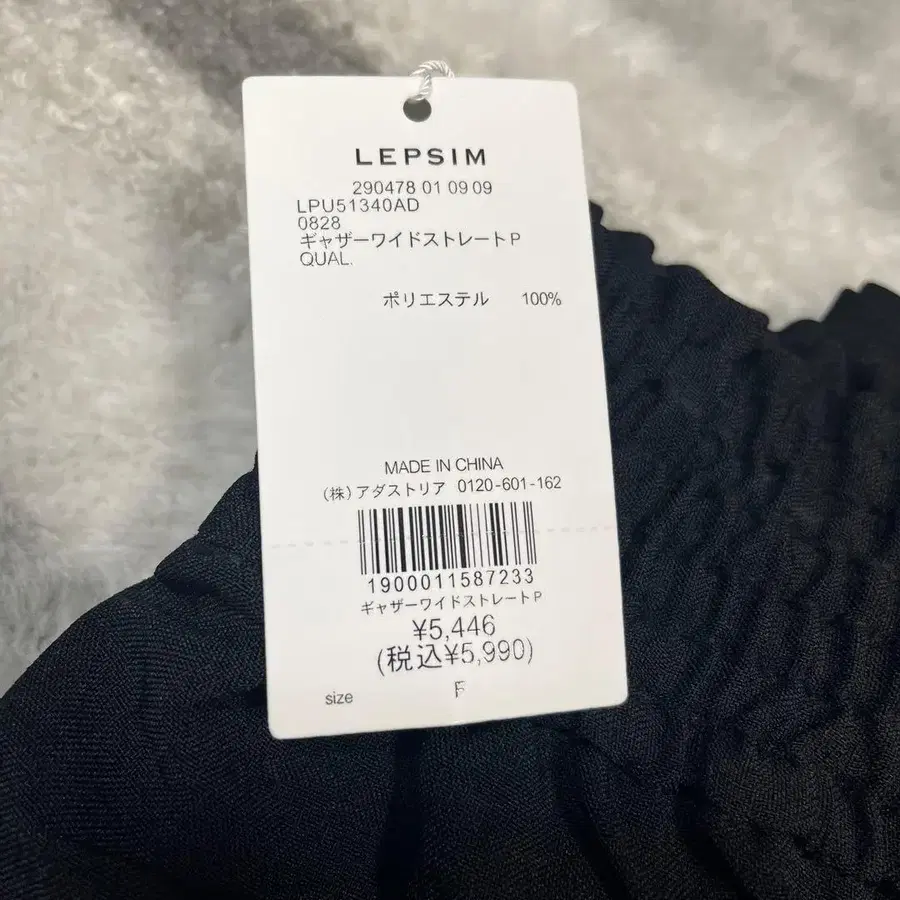 LEPSIM
290478 01 09 09
LPU51340AD
0828
ギャザーワイドストレートP
QUAL.
ポリエステル 100%
MADE IN CHINA
(株)アダストリア 0120-601-162
1900011587233
ギャザーワイドストレートP
¥5,446
(税込¥5,990)
size F